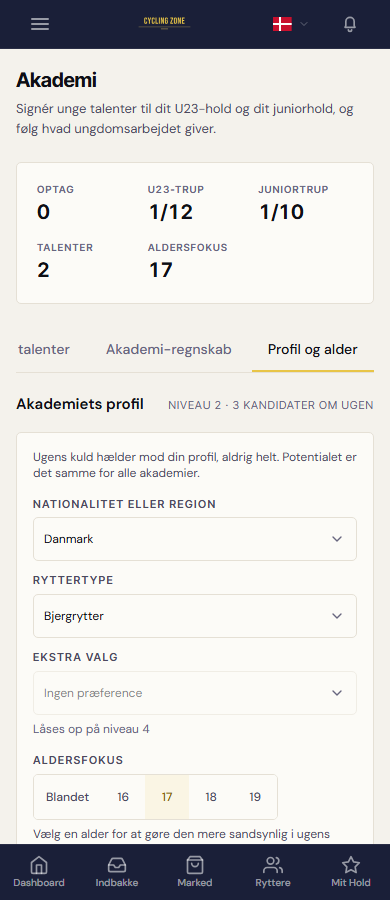 CYCLING ZONE
Akademi
Signér unge talenter til dit U23-hold og dit juniorhold, og
følg hvad ungdomsarbejdet giver.
OPTAG
U23-TRUP
JUNIORTRUP
0
1/12
1/10
TALENTER
ALDERSFOKUS
2
17
talenter
Akademi-regnskab
Profil og alder
Akademiets profil
NIVEAU 2 · 3 KANDIDATER OM UGEN
Ugens kuld hælder mod din profil, aldrig helt. Potentialet er
det samme for alle akademier.
NATIONALITET ELLER REGION
Danmark
RYTTERTYPE
Bjergrytter
EKSTRA VALG
Ingen præference
Låses op på niveau 4
ALDERSFOKUS
Blandet
16
17
18
19
Vælg en alder for at gøre den mere sandsynlig i ugens
Dashboard
Indbakke
Marked
Ryttere
Mit Hold